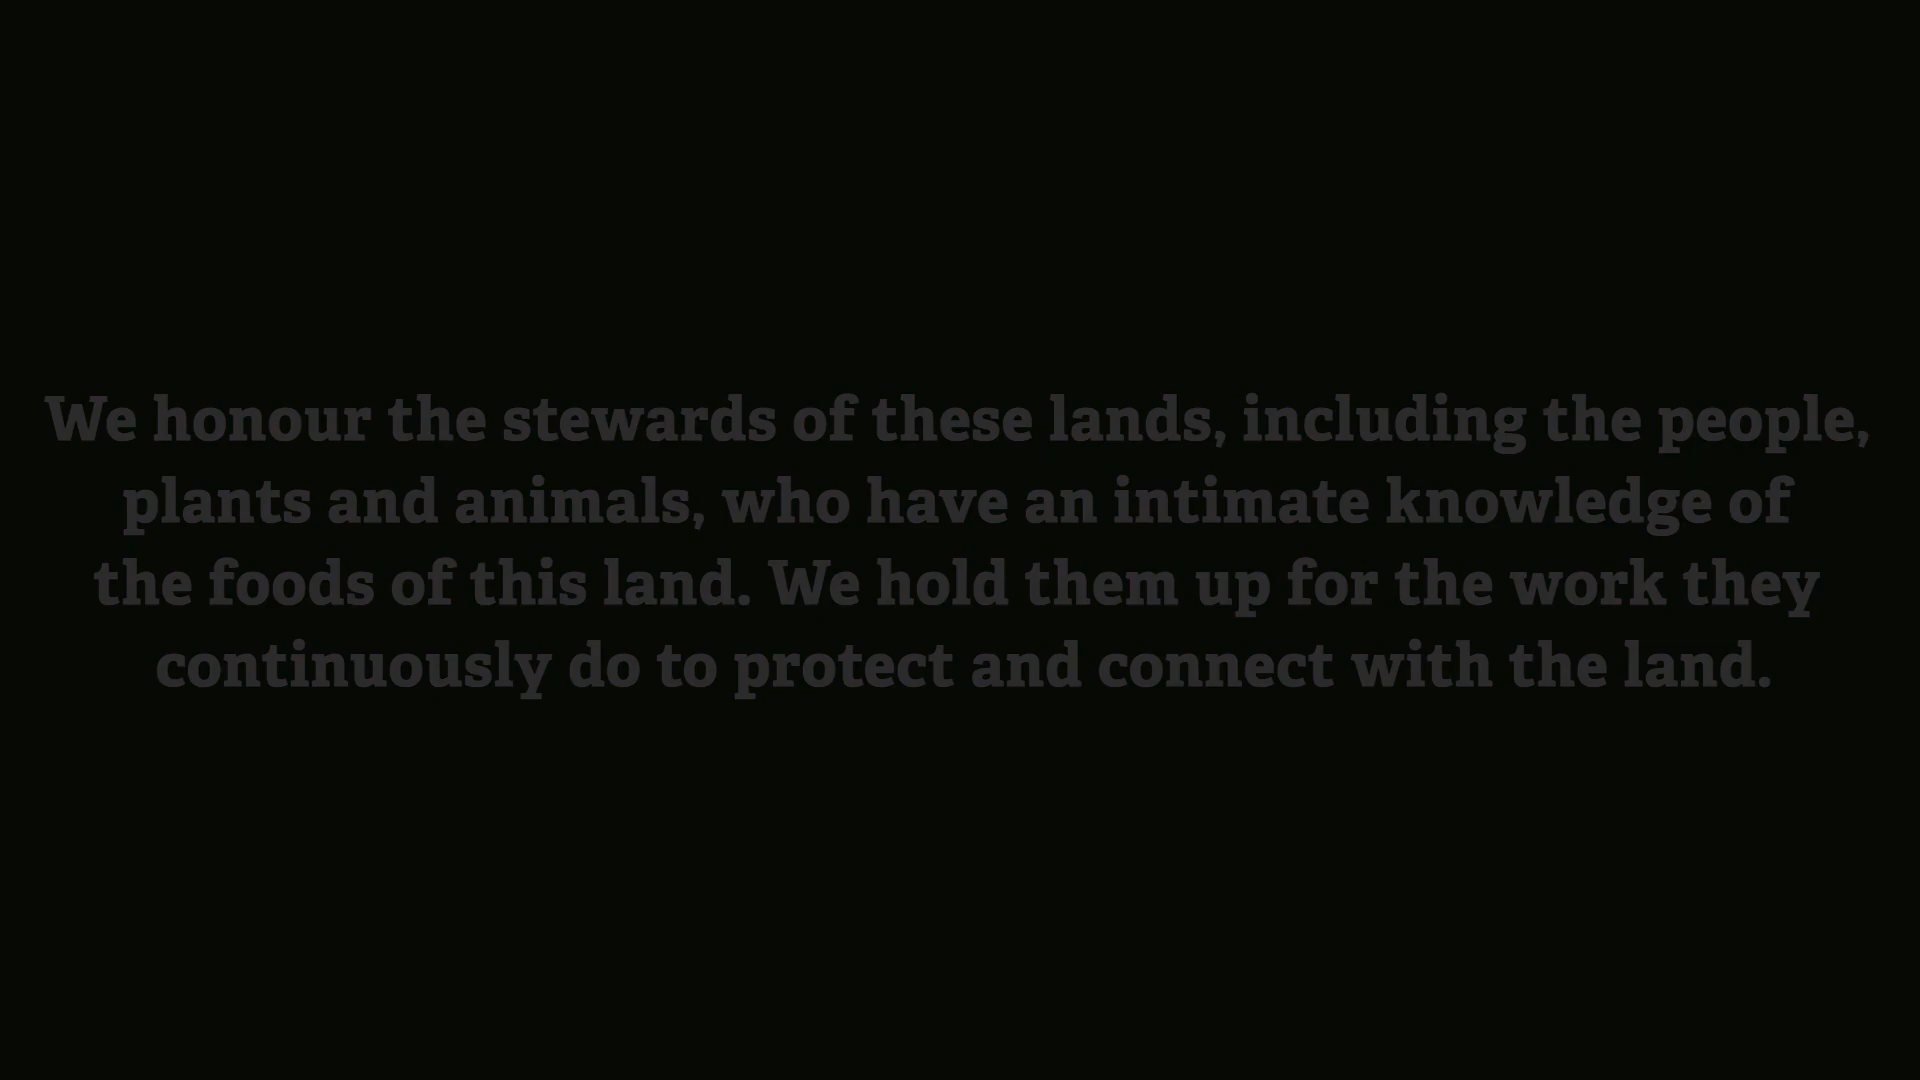 We honour the stewards of these lands, including the people,
plants and animals, who have an intimate knowledge of
the foods of this land. We hold them up for the work they
continuously do to protect and connect with the land.